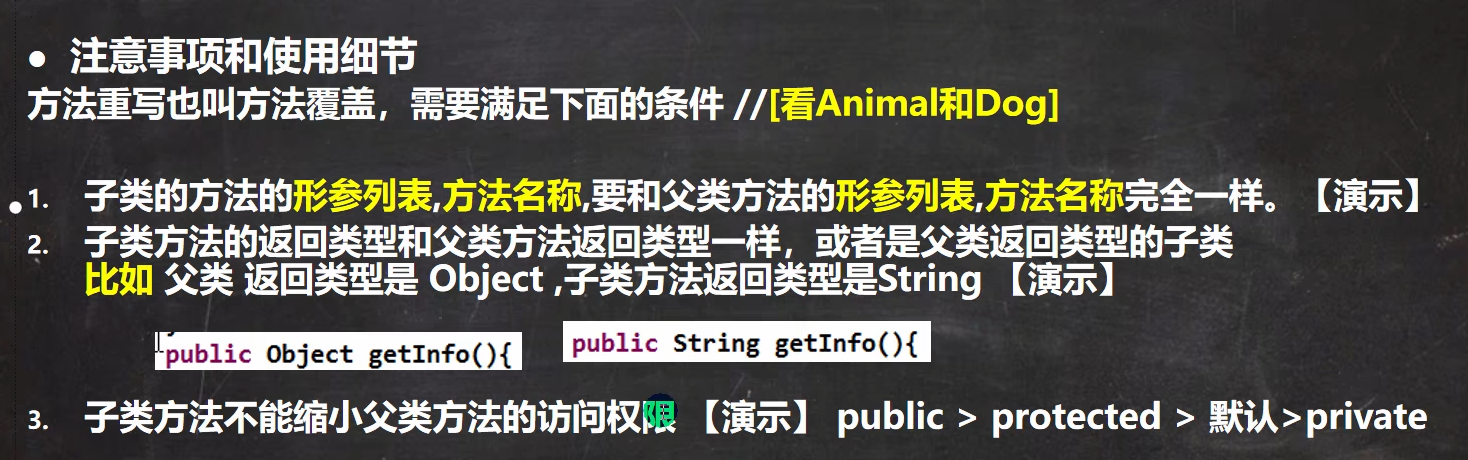 ● 注意事项和使用细节
方法重写也叫方法覆盖，需要满足下面的条件 //[看Animal和Dog]
1. 子类的方法的形参列表,方法名称,要和父类方法的形参列表,方法名称完全一样。【演示】
2. 子类方法的返回类型和父类方法返回类型一样，或者是父类返回类型的子类
比如 父类 返回类型是 Object ,子类方法返回类型是String 【演示】
public Object getInfo(){
public String getInfo(){
3. 子类方法不能缩小父类方法的访问权限 【演示】 public > protected > 默认>private